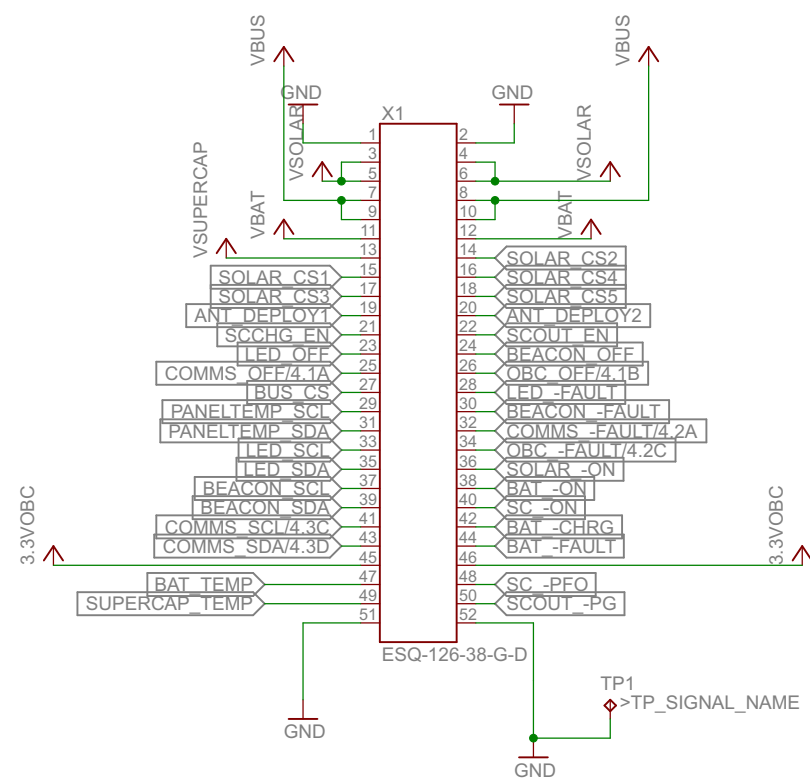 VBUS
VBUS
GND
GND
X1
VSOLAR
VSOLAR
1
2
3
4
5
6
7
8
9
10
VSUPERCAP
VBAT
VBAT
11
12
13
14
SOLAR_CS2
SOLAR_CS1
15
16
SOLAR_CS4
SOLAR_CS3
17
18
SOLAR_CS5
ANT_DEPLOY1
19
20
ANT_DEPLOY2
SCCHG_EN
21
22
SCOUT_EN
LED_OFF
23
24
BEACON_OFF
COMMS_OFF/4.1A
25
26
OBC_OFF/4.1B
BUS_CS
27
28
LED_-FAULT
PANELTEMP_SCL
29
30
BEACON_-FAULT
PANELTEMP_SDA
31
32
COMMS_-FAULT/4.2A
LED_SCL
33
34
OBC_-FAULT/4.2C
LED_SDA
35
36
SOLAR_-ON
BEACON_SCL
37
38
BAT_-ON
BEACON_SDA
39
40
SC_-ON
COMMS_SCL/4.3C
41
42
BAT_-CHRG
COMMS_SDA/4.3D
43
44
BAT_-FAULT
3.3VOBC
45
46
3.3VOBC
BAT_TEMP
47
48
SC_-PFO
SUPERCAP_TEMP
49
50
SCOUT_-PG
51
52
ESQ-126-38-G-D
TP1
>TP_SIGNAL_NAME
GND
GND